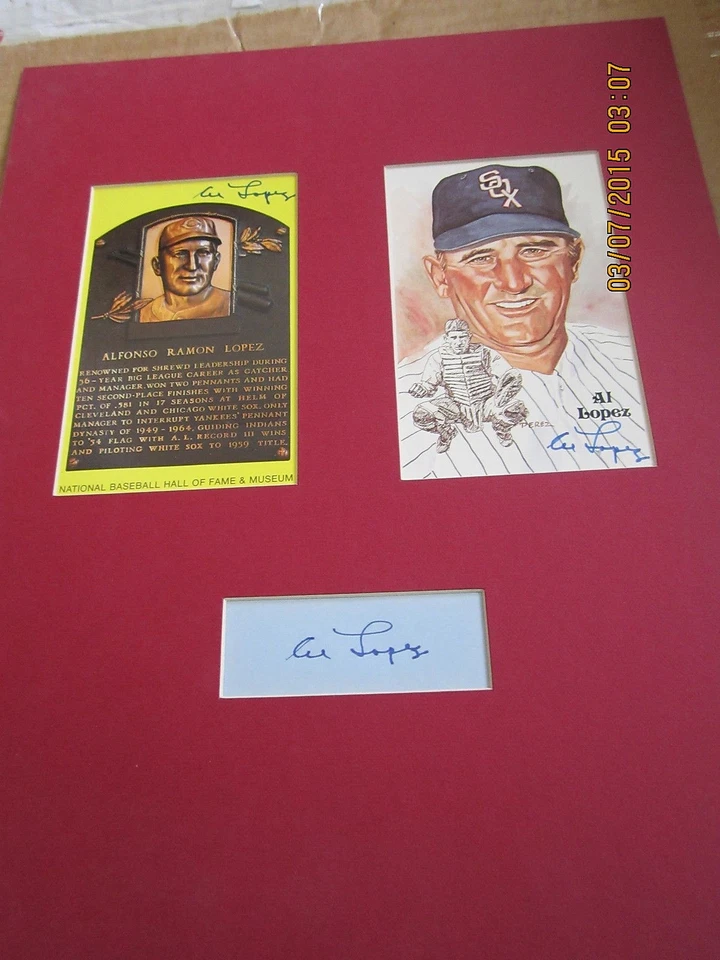 03/07/2015 03:07
Al Lopez
ALFONSO RAMON LOPEZ
RENOWNED FOR SHREWD LEADERSHIP DURING
36-YEAR BIG LEAGUE CAREER AS CATCHER
AND MANAGER. WON TWO PENNANTS AND HAD
TEN SECOND-PLACE FINISHES WITH WINNING
PCT. OF .581 IN 17 SEASONS AT HELM OF
CLEVELAND AND CHICAGO WHITE SOX. ONLY
MANAGER TO INTERRUPT YANKEES' PENNANT
DYNASTY OF 1949-1964, GUIDING INDIANS
TO '54 FLAG WITH A.L. RECORD 111 WINS
AND PILOTING WHITE SOX TO 1959 TITLE.
NATIONAL BASEBALL HALL OF FAME & MUSEUM
SOX
Al
Lopez
PEREZ
Al Lopez
Al Lopez